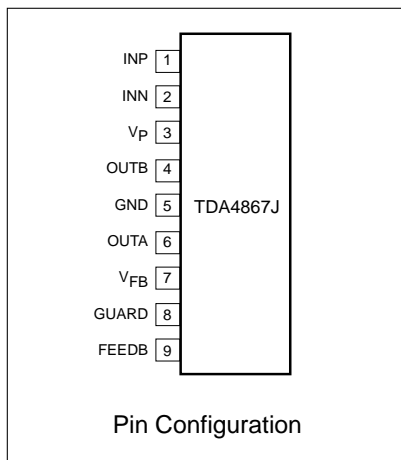 INP 1
INN 2
VP 3
OUTB 4
GND 5
TDA4867J
OUTA 6
VFB 7
GUARD 8
FEEDB 9
Pin Configuration